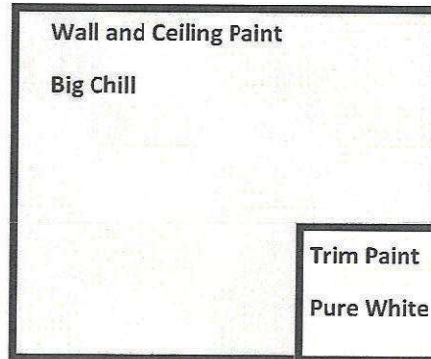 Wall and Ceiling Paint
Big Chill
Trim Paint
Pure White